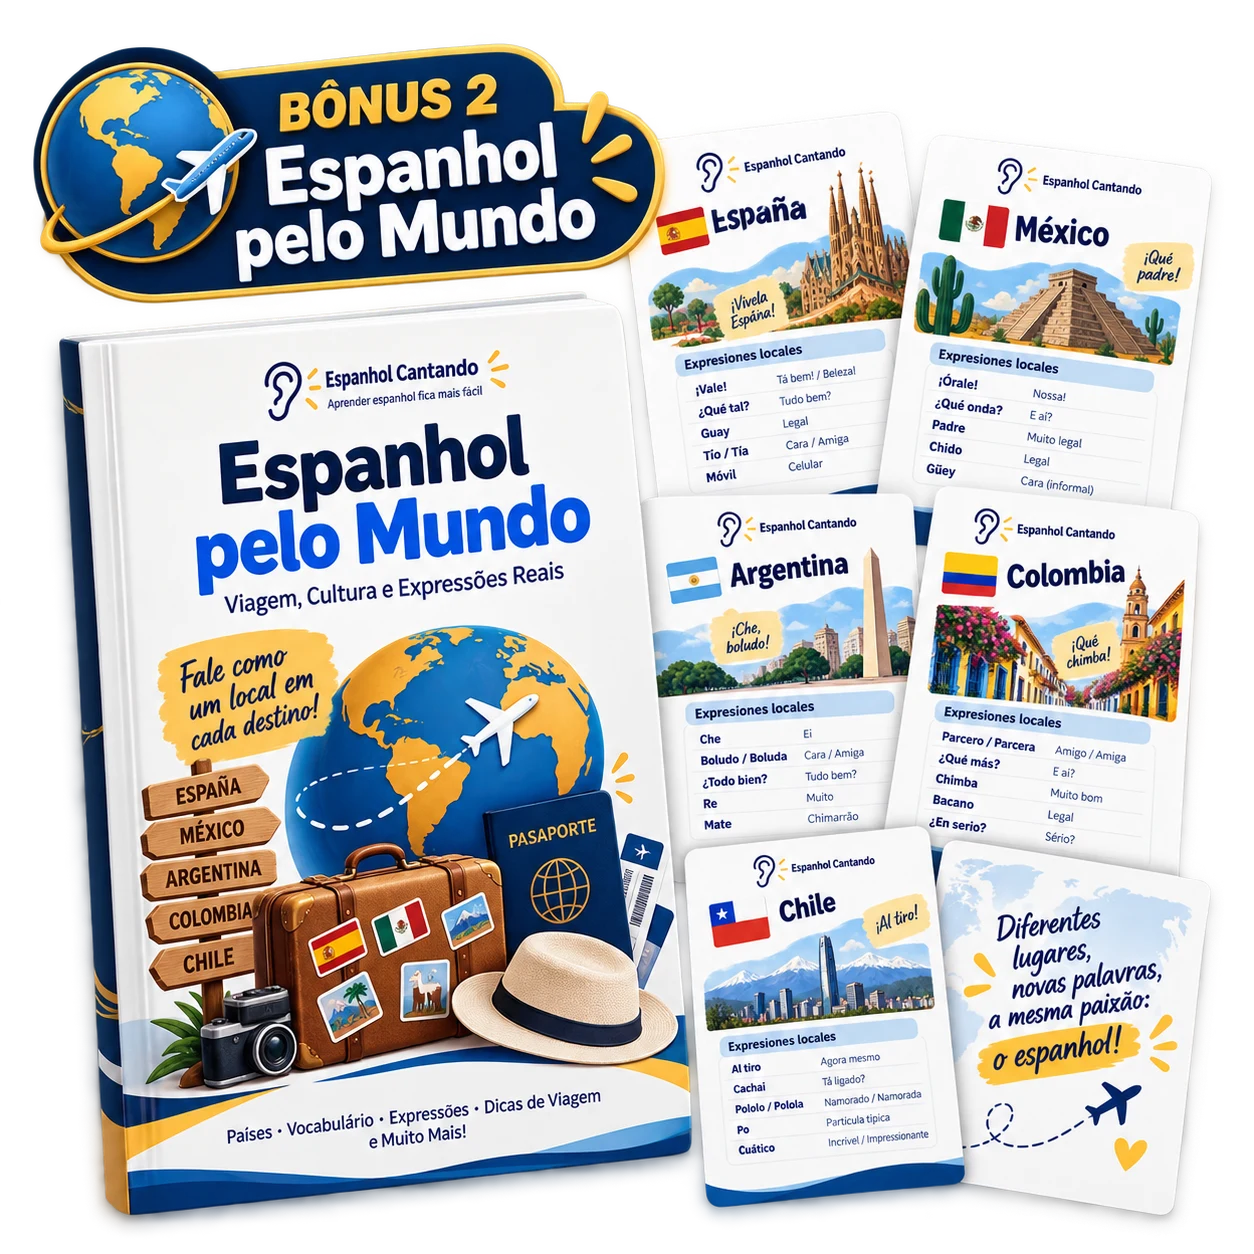 BÔNUS 2
Espanhol
pelo Mundo
Espanhol Cantando
Aprender espanhol fica mais fácil
Espanhol
pelo Mundo
Viagem, Cultura e Expressões Reais
Fale como
um local em
cada destino!
ESPAÑA
MÉXICO
ARGENTINA
COLOMBIA
CHILE
PASAPORTE
Países • Vocabulário • Expressões • Dicas de Viagem
e Muito Mais!
Espanhol Cantando
España
¡Vivela
España!
Expresiones locales
¡Vale! Tá bem! / Beleza!
¿Qué tal? Tudo bem?
Guay Legal
Tío / Tía Cara / Amiga
Móvil Celular
Espanhol Cantando
México
¡Qué
padre!
Expresiones locales
¡Órale! Nossa!
¿Qué onda? E aí?
Padre Muito legal
Chido Legal
Güey Cara (informal)
Espanhol Cantando
Argentina
¡Che,
boludo!
Expresiones locales
Che Ei
Boludo / Boluda Cara / Amiga
¿Todo bien? Tudo bem?
Re Muito
Mate Chimarrão
Espanhol Cantando
Colombia
¡Qué
chimba!
Expresiones locales
Parcero / Parcera Amigo / Amiga
¿Qué más? E aí?
Chimba Muito bom
Bacano Legal
¿En serio? Sério?
Espanhol Cantando
Chile
¡Al tiro!
Expresiones locales
Al tiro Agora mesmo
Cachai Tá ligado?
Pololo / Polola Namorado / Namorada
Po Partícula típica
Cuático Incrível / Impressionante
Diferentes
lugares,
novas palavras,
a mesma paixão:
o espanhol!